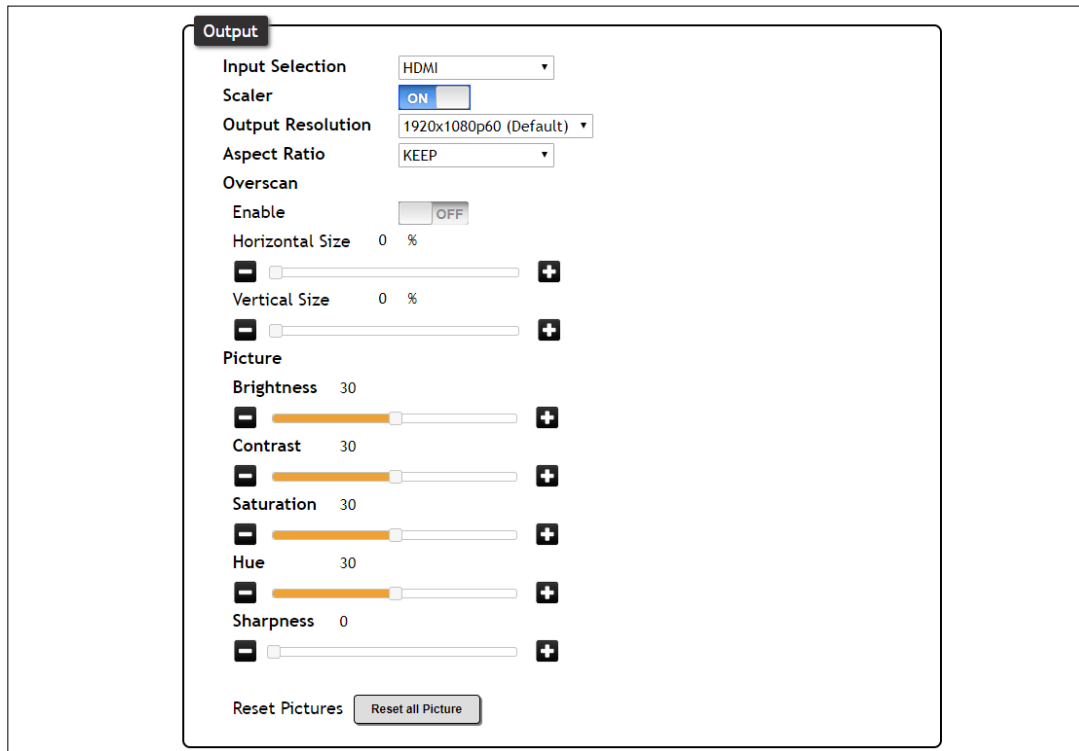 Output
Input Selection HDMI
Scaler ON
Output Resolution 1920x1080p60 (Default)
Aspect Ratio KEEP
Overscan
Enable OFF
Horizontal Size 0 %
Vertical Size 0 %
Picture
Brightness 30
Contrast 30
Saturation 30
Hue 30
Sharpness 0
Reset Pictures Reset all Picture